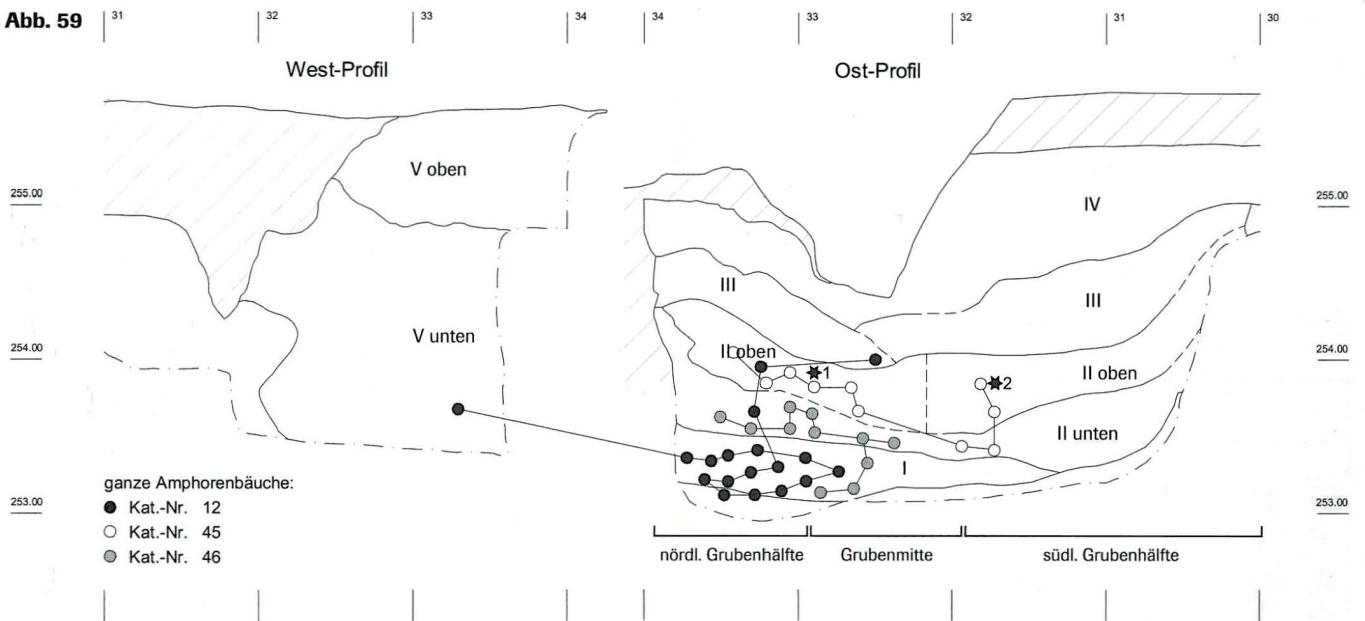 Abb. 59
31 32 33 34 34 33 32 31 30
West-Profil Ost-Profil
V oben
255.00 255.00
IV
III III
V unten
II oben
254.00 254.00
1 2
II oben
II unten
I
ganze Amphorenbäuche:
Kat.-Nr. 12
Kat.-Nr. 45
Kat.-Nr. 46
253.00 253.00
nördl. Grubenhälfte Grubenmitte südl. Grubenhälfte